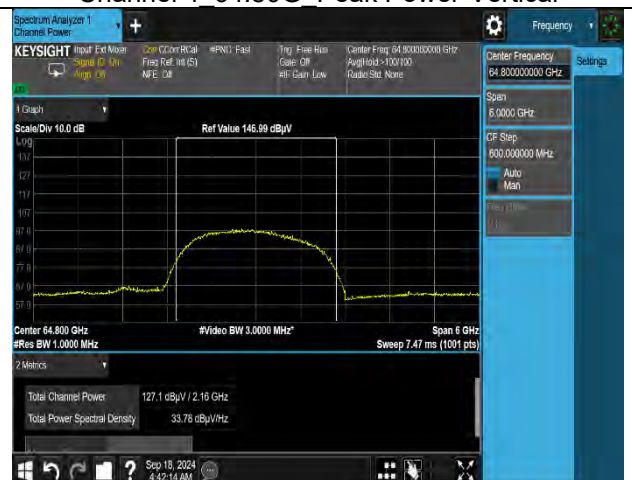 Channel 4_64.80G_Peak Power Vertical
Spectrum Analyzer 1
Channel Power
+
Frequency
KEYSIGHT
Input: Ext Mixer
Signal ID: On
Align: Off
Corr CCorr RCal
Freq Ref: Int (S)
NFE: Off
#PNO: Fast
Trig: Free Run
Gate: Off
#IF Gain: Low
Center Freq: 64.800000000 GHz
Avg|Hold:>100/100
Radio Std: None
Center Frequency
64.800000000 GHz
Settings
Span
6.0000 GHz
CF Step
600.000000 MHz
Auto
Man
1 Graph
Scale/Div 10.0 dB
Ref Value 146.99 dBµV
Log
137
127
117
107
97.0
87.0
77.0
67.0
57.0
Center 64.800 GHz
#Video BW 3.0000 MHz*
Span 6 GHz
#Res BW 1.0000 MHz
Sweep 7.47 ms (1001 pts)
2 Metrics
Total Channel Power
127.1 dBµV / 2.16 GHz
Total Power Spectral Density
33.78 dBµV/Hz
?
Sep 18, 2024
4:42:14 AM